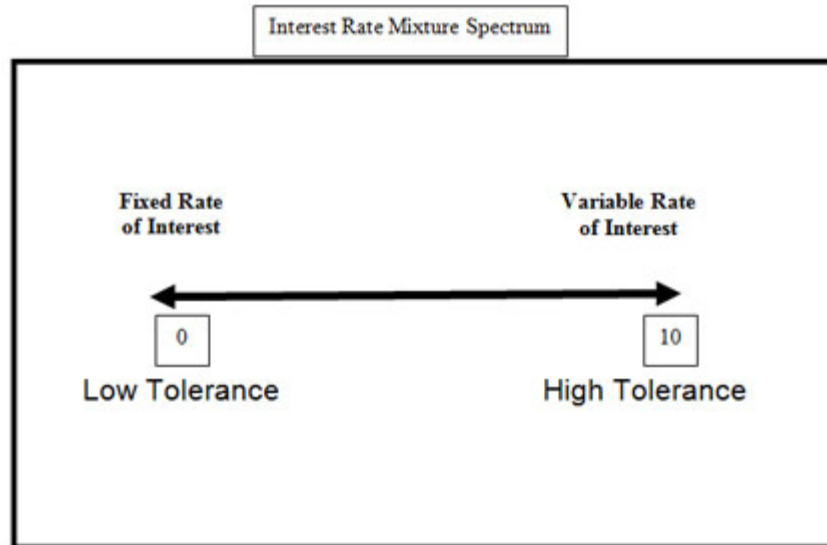 Interest Rate Mixture Spectrum
Fixed Rate
of Interest
Variable Rate
of Interest
0
10
Low Tolerance
High Tolerance